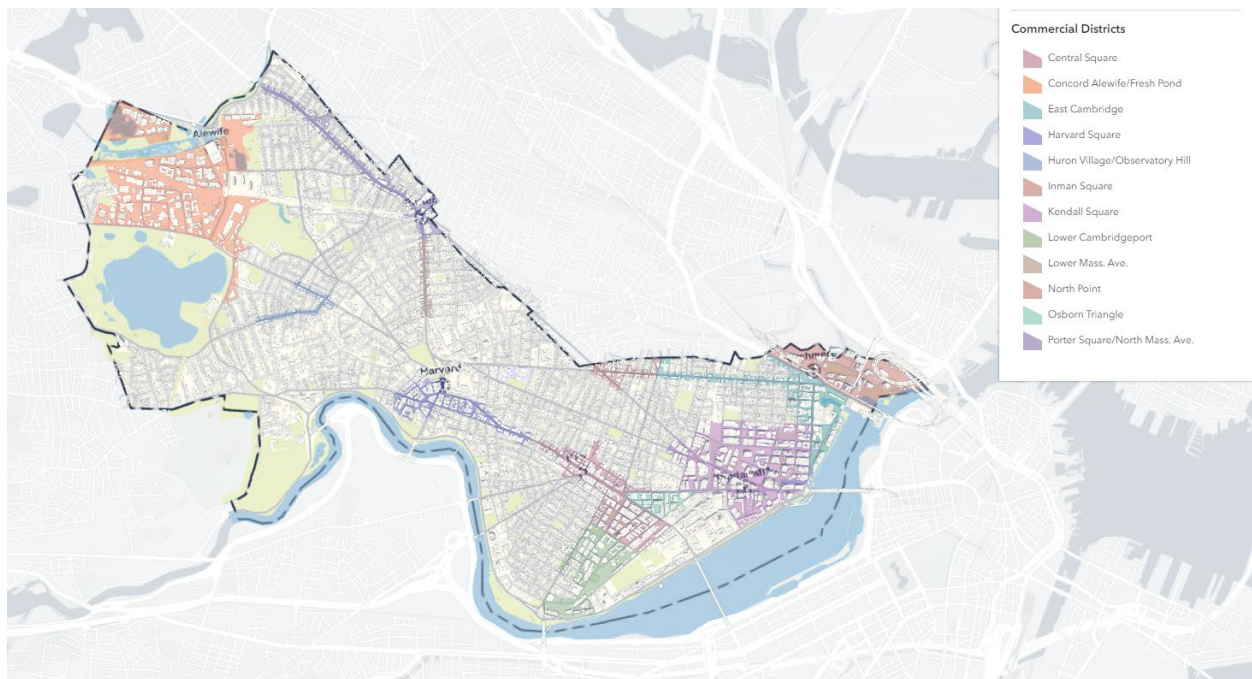 Commercial Districts
Central Square
Concord Alewife/Fresh Pond
East Cambridge
Harvard Square
Huron Village/Observatory Hill
Inman Square
Kendall Square
Lower Cambridgeport
Lower Mass. Ave.
North Point
Osborn Triangle
Porter Square/North Mass. Ave.
Alewife
Harvard